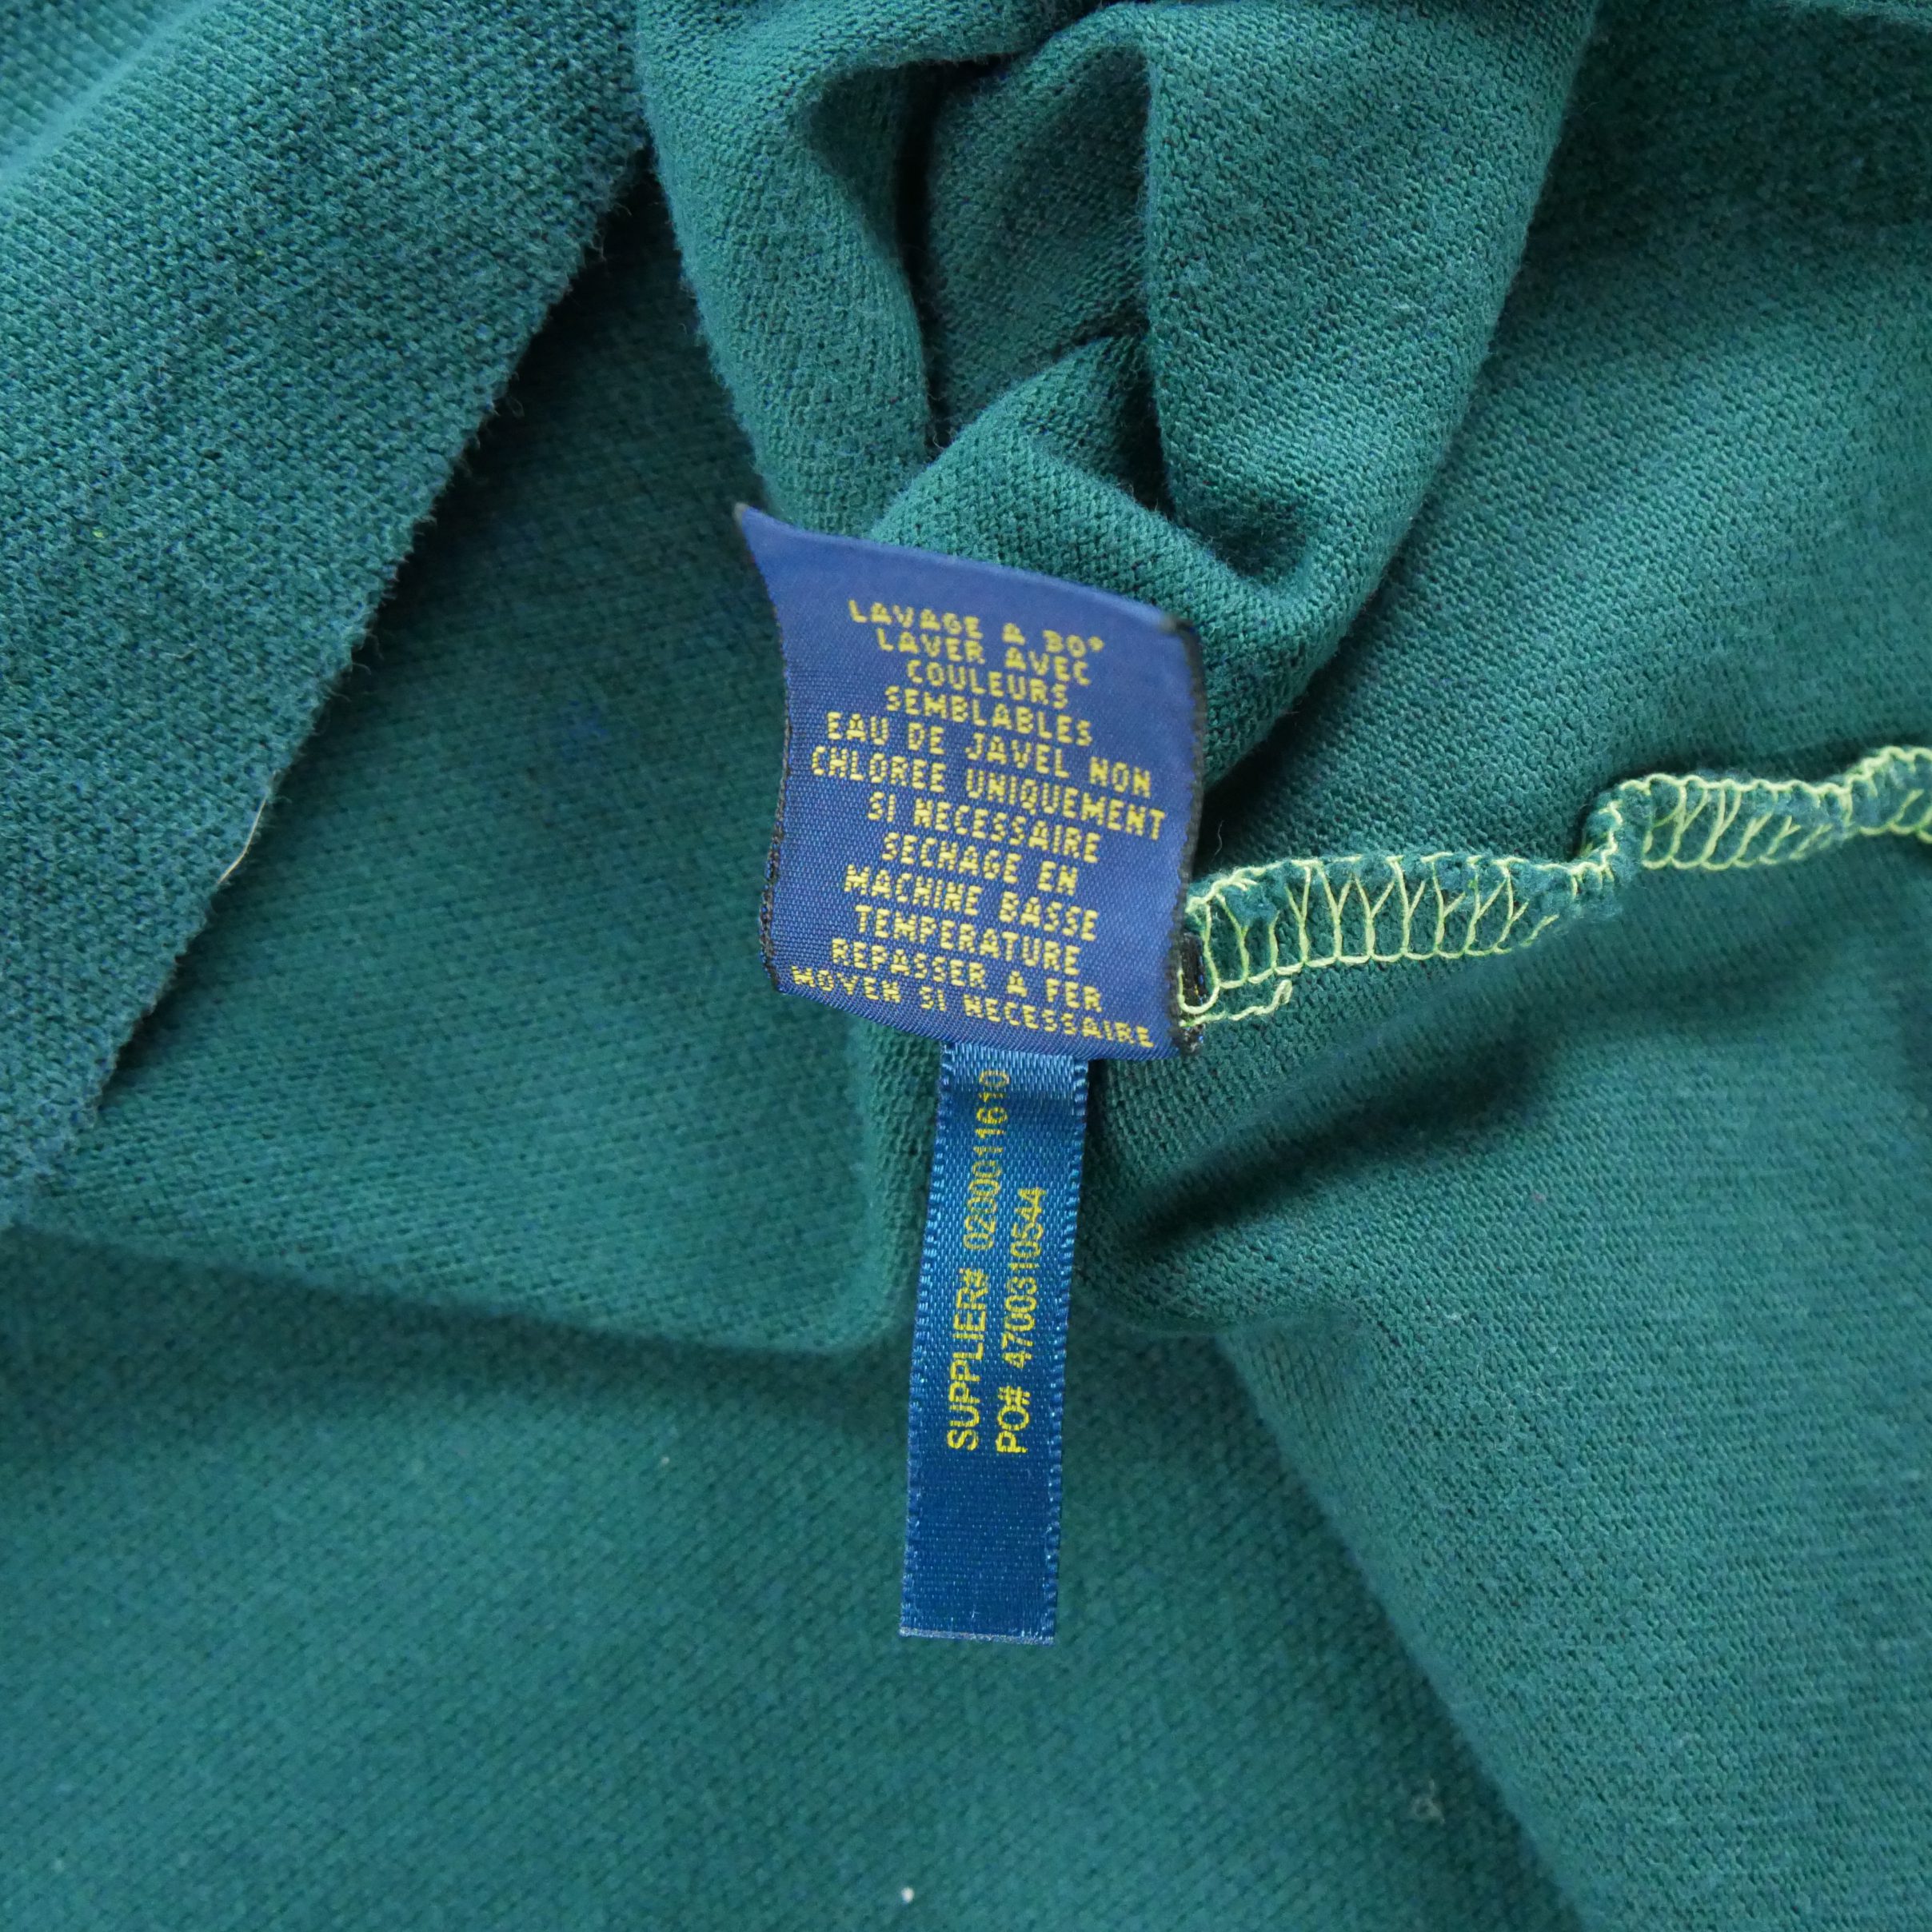 LAVAGE A 30°
LAVER AVEC
COULEURS
SEMBLABLES
EAU DE JAVEL NON
CHLOREE UNIQUEMENT
SI NECESSAIRE
SECHAGE EN
MACHINE BASSE
TEMPERATURE
REPASSER A FER
MOYEN SI NECESSAIRE
SUPPLIER# 0200011610
PO# 4700310544